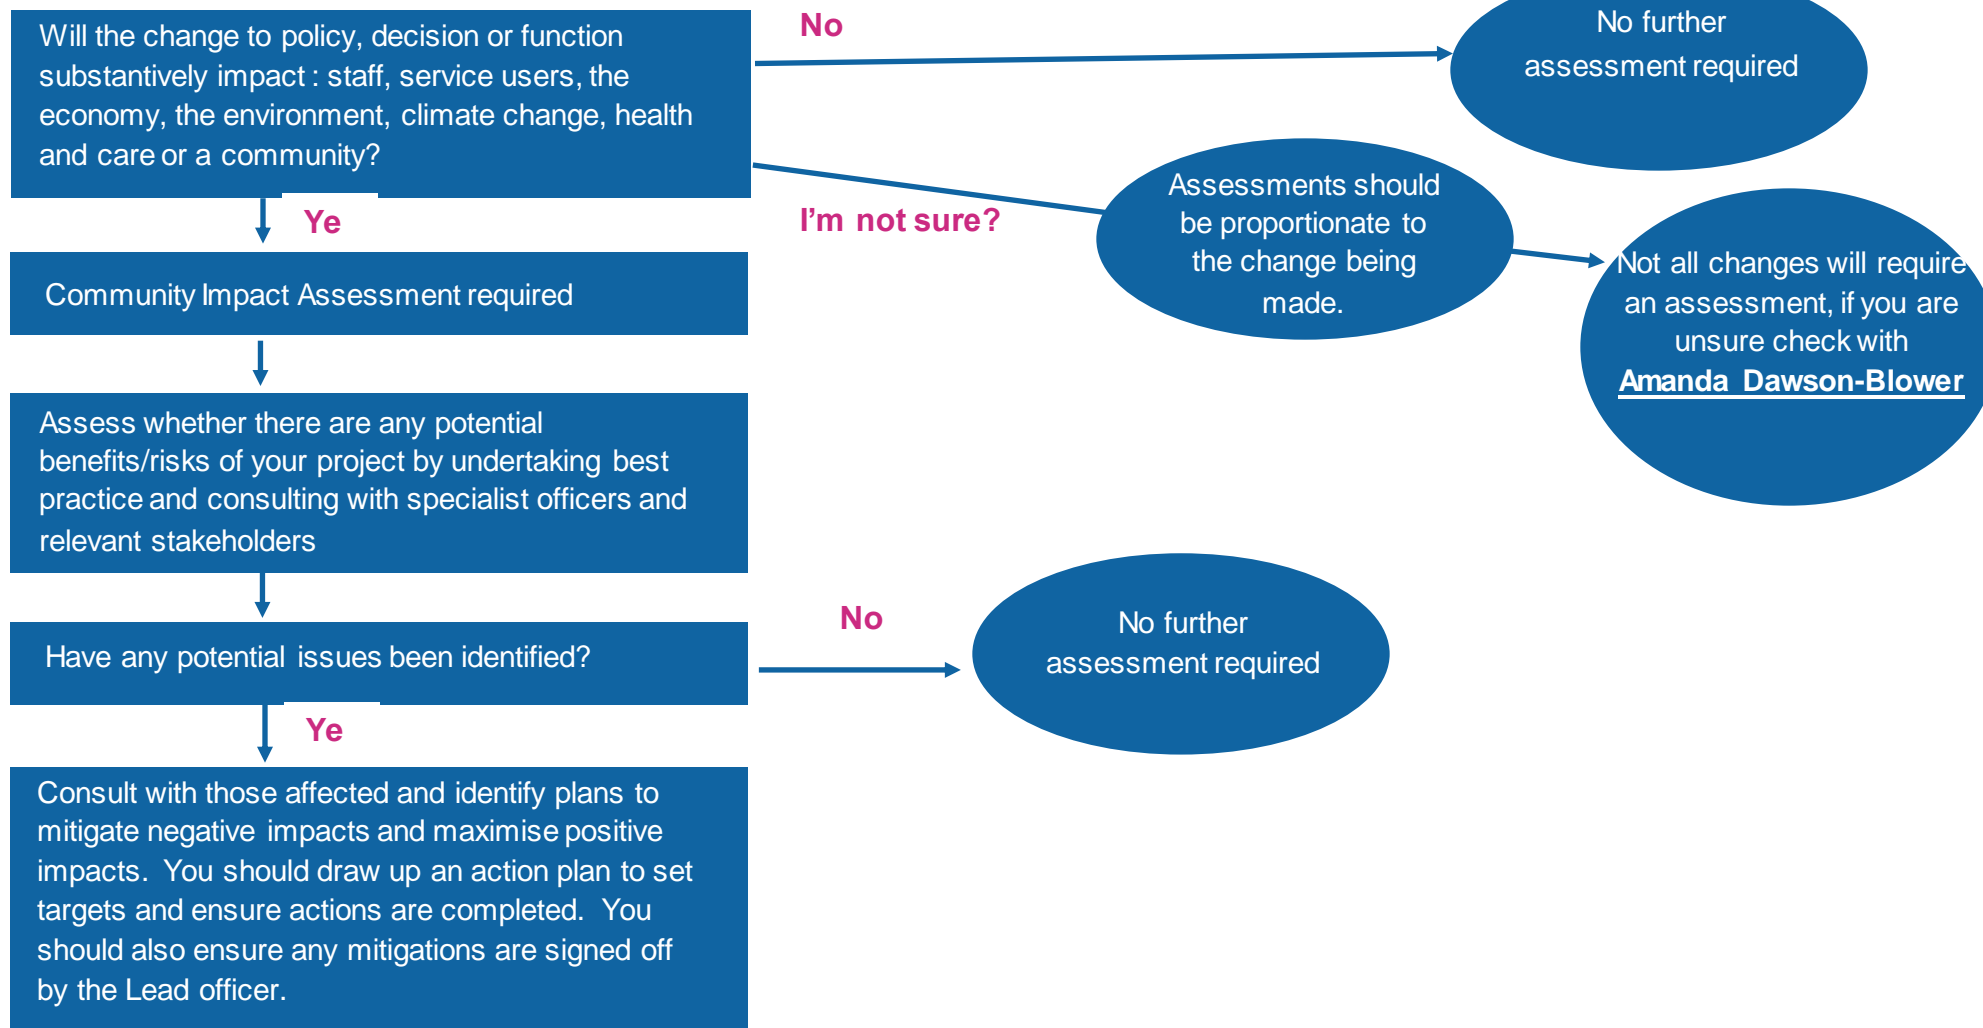 Will the change to policy, decision or function
substantively impact : staff, service users, the
economy, the environment, climate change, health
and care or a community?
No
No further
assessment required
I'm not sure?
Assessments should
be proportionate to
the change being
made.
Not all changes will require
an assessment, if you are
unsure check with
Amanda Dawson-Blower
Ye
Community Impact Assessment required
Assess whether there are any potential
benefits/risks of your project by undertaking best
practice and consulting with specialist officers and
relevant stakeholders
Have any potential issues been identified?
No
No further
assessment required
Ye
Consult with those affected and identify plans to
mitigate negative impacts and maximise positive
impacts. You should draw up an action plan to set
targets and ensure actions are completed. You
should also ensure any mitigations are signed off
by the Lead officer.